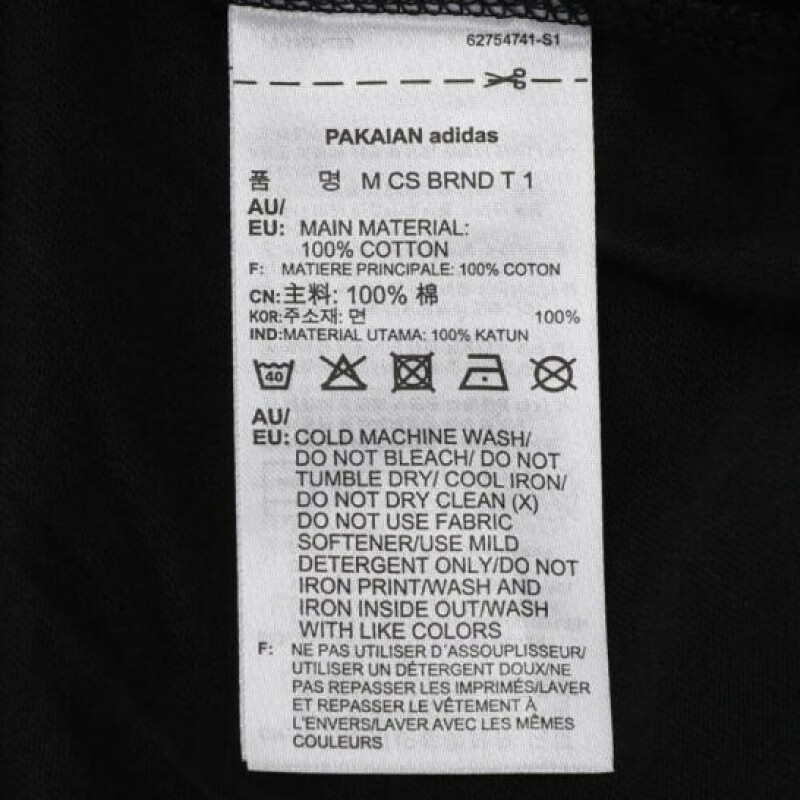 62754741-S1
PAKAIAN adidas
품 명 M CS BRND T 1
AU/
EU: MAIN MATERIAL:
100% COTTON
F: MATIERE PRINCIPALE: 100% COTON
CN:主料: 100% 棉
KOR:주소재: 면 100%
IND:MATERIAL UTAMA: 100% KATUN
40
AU/
EU: COLD MACHINE WASH/
DO NOT BLEACH/ DO NOT
TUMBLE DRY/ COOL IRON/
DO NOT DRY CLEAN (X)
DO NOT USE FABRIC
SOFTENER/USE MILD
DETERGENT ONLY/DO NOT
IRON PRINT/WASH AND
IRON INSIDE OUT/WASH
WITH LIKE COLORS
F: NE PAS UTILISER D'ASSOUPLISSEUR/
UTILISER UN DÉTERGENT DOUX/NE
PAS REPASSER LES IMPRIMÉS/LAVER
ET REPASSER LE VÊTEMENT À
L'ENVERS/LAVER AVEC LES MÊMES
COULEURS